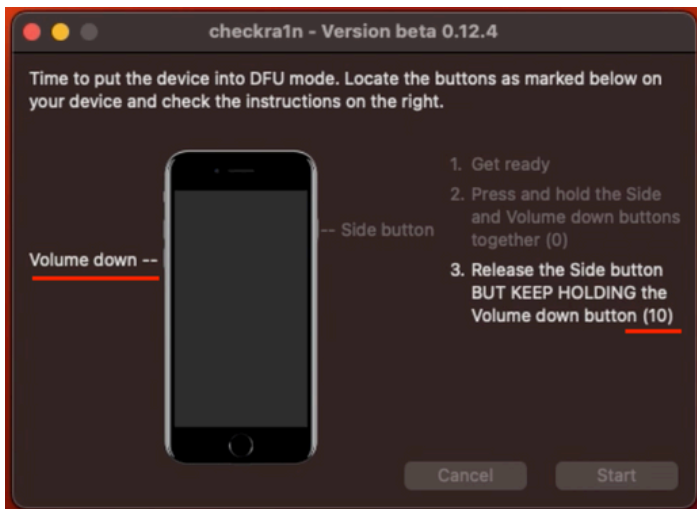 checkra1n - Version beta 0.12.4
Time to put the device into DFU mode. Locate the buttons as marked below on
your device and check the instructions on the right.
Volume down --
-- Side button
1. Get ready
2. Press and hold the Side
and Volume down buttons
together (0)
3. Release the Side button
BUT KEEP HOLDING the
Volume down button (10)
Cancel
Start